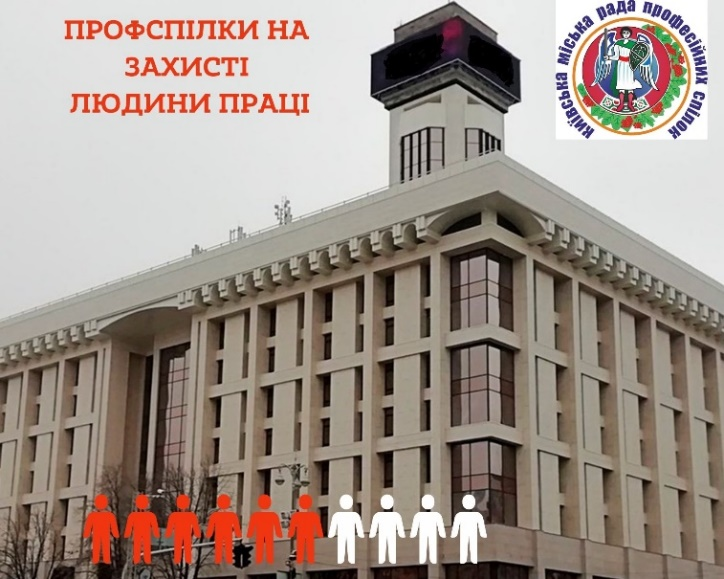 ПРОФСПІЛКИ НА
ЗАХИСТІ
ЛЮДИНИ ПРАЦІ
КИЇВСЬКА МІСЬКА РАДА ПРОФЕСІЙНИХ СПІЛОК